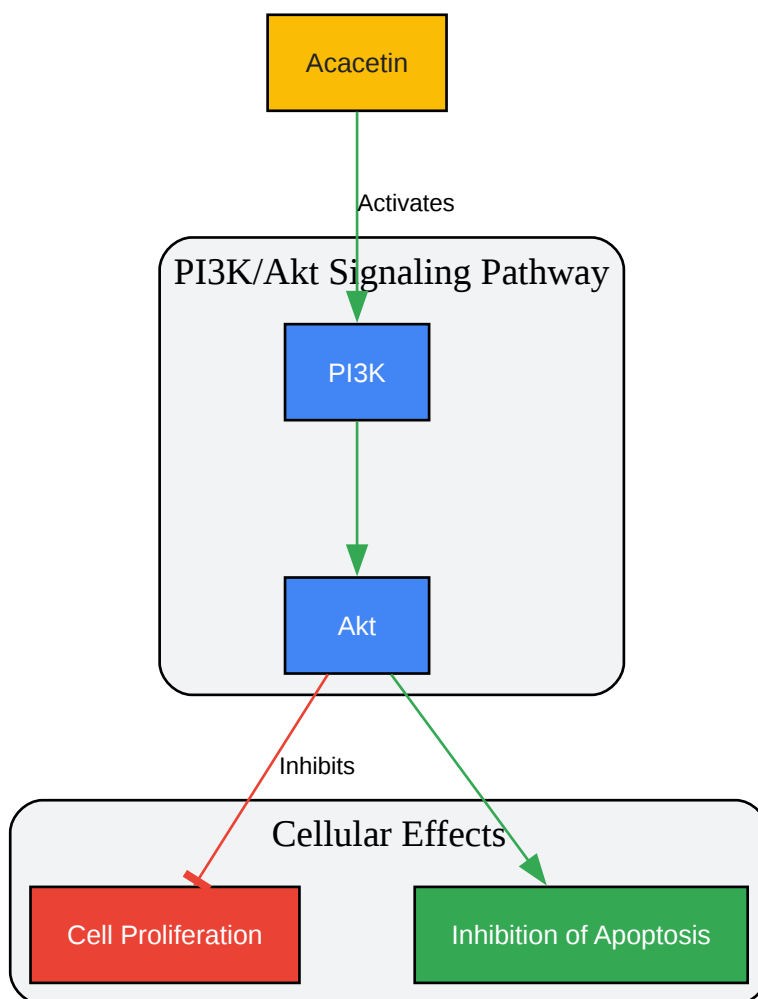 Acacetin
Activates
PI3K/Akt Signaling Pathway
PI3K
Akt
Inhibits
Cellular Effects
Cell Proliferation
Inhibition of Apoptosis